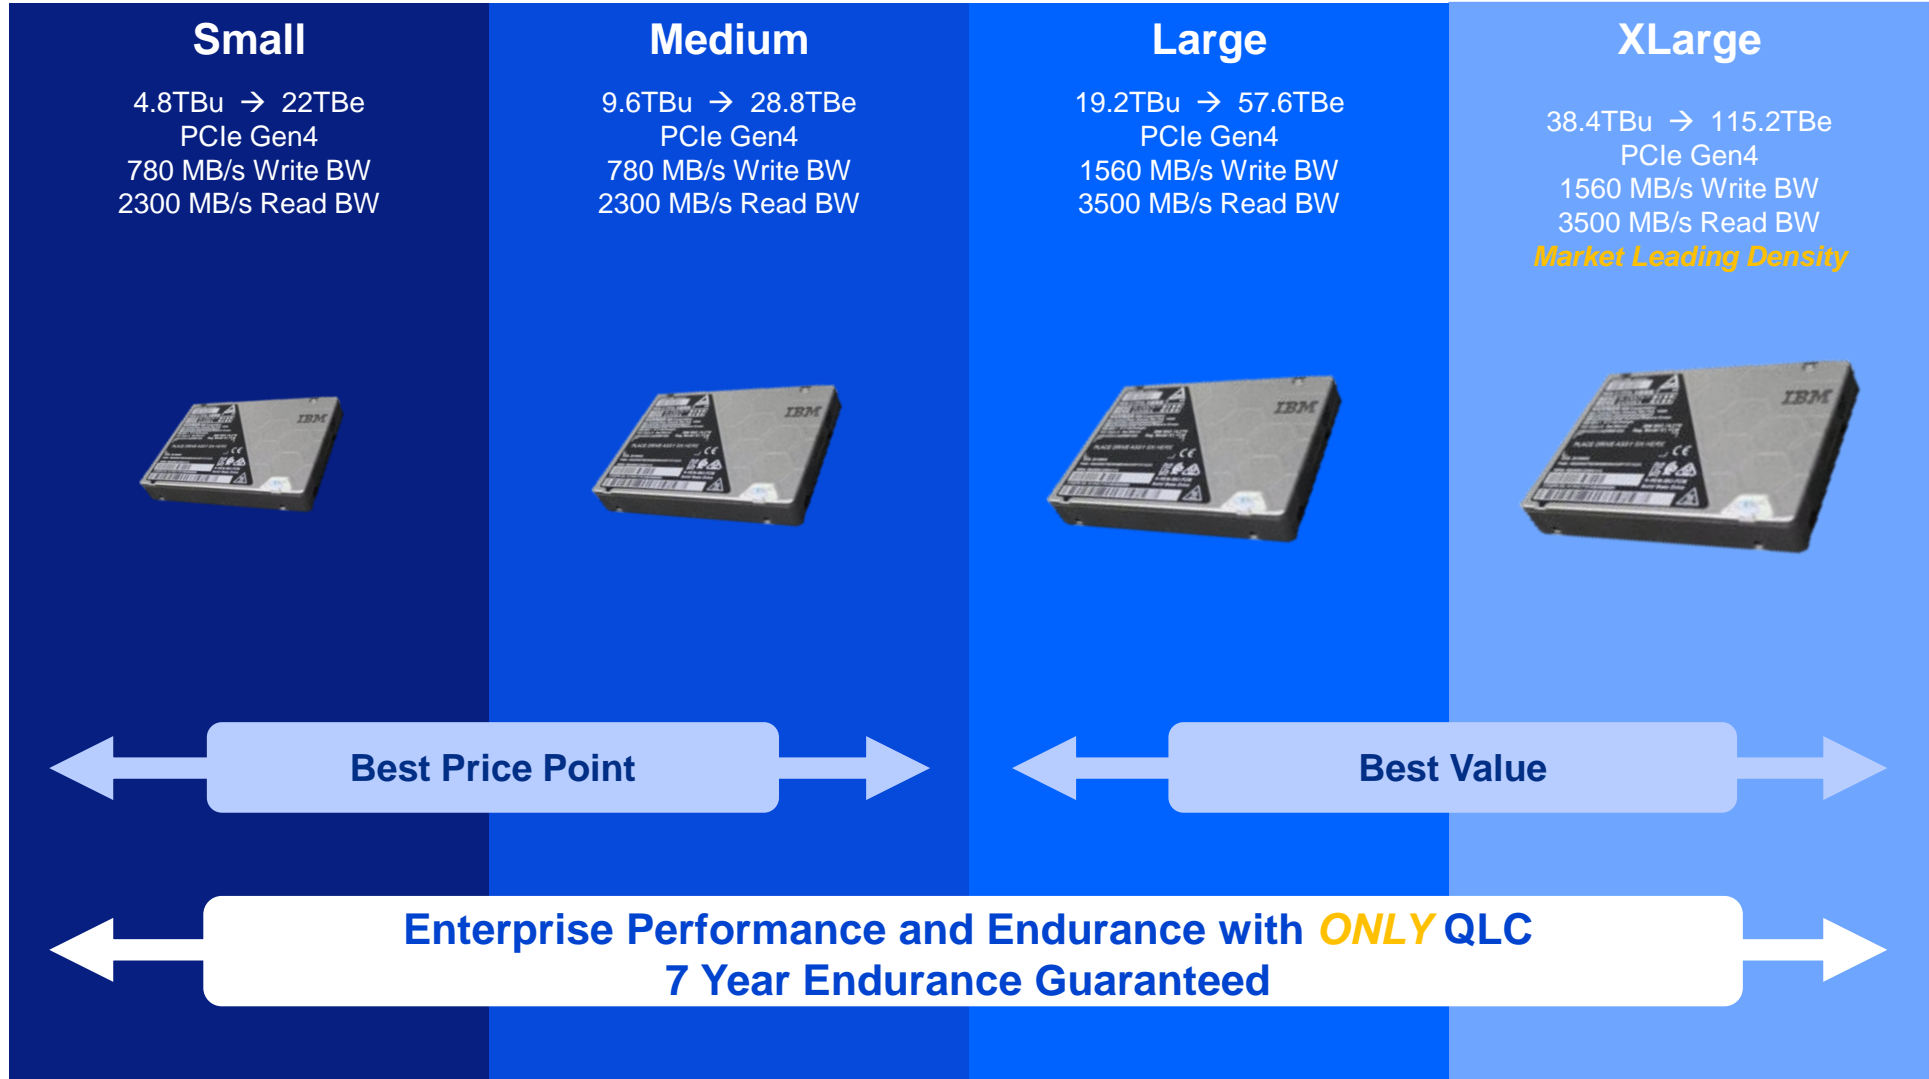 Small
4.8TBu → 22TBe
PCIe Gen4
780 MB/s Write BW
2300 MB/s Read BW
Medium
9.6TBu → 28.8TBe
PCIe Gen4
780 MB/s Write BW
2300 MB/s Read BW
Large
19.2TBu → 57.6TBe
PCIe Gen4
1560 MB/s Write BW
3500 MB/s Read BW
XLarge
38.4TBu → 115.2TBe
PCIe Gen4
1560 MB/s Write BW
3500 MB/s Read BW
Market Leading Density
IBM
IBM
IBM
IBM
Best Price Point
Best Value
Enterprise Performance and Endurance with ONLY QLC
7 Year Endurance Guaranteed